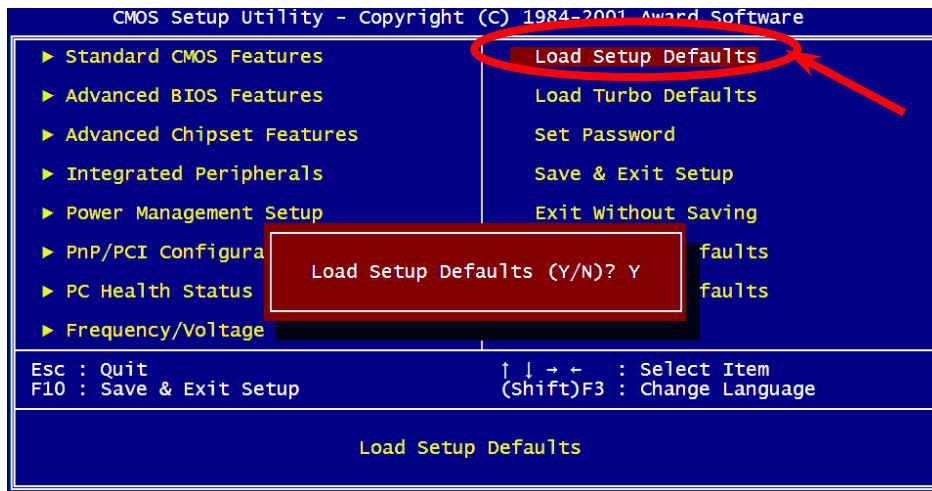 CMOS Setup Utility - Copyright (C) 1984-2001 Award Software
► Standard CMOS Features
► Advanced BIOS Features
► Advanced Chipset Features
► Integrated Peripherals
► Power Management Setup
► PnP/PCI Configura
► PC Health Status
► Frequency/Voltage
Load Setup Defaults
Load Turbo Defaults
Set Password
Save & Exit Setup
Exit Without Saving
faults
faults
Load Setup Defaults (Y/N)? Y
Esc : Quit
F10 : Save & Exit Setup
↑ ↓ → ← : Select Item
(Shift)F3 : Change Language
Load Setup Defaults